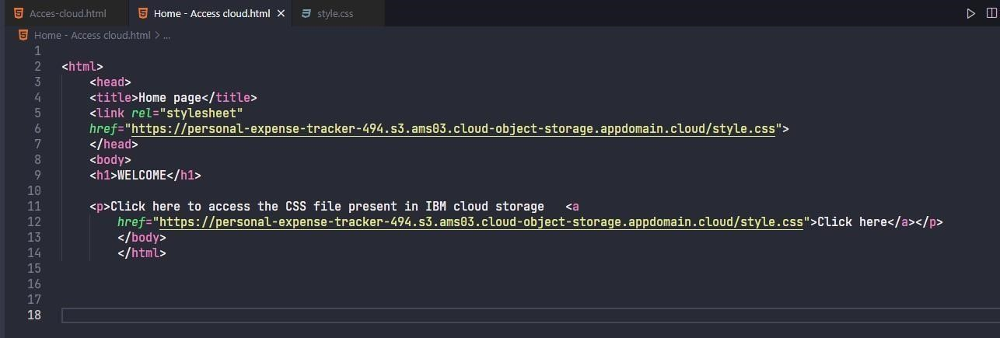 Acces-cloud.html
Home - Access cloud.html
style.css
Home - Access cloud.html > ...
1
2 <html>
3 <head>
4 <title>Home page</title>
5 <link rel="stylesheet"
6 href="https://personal-expense-tracker-494.s3.ams03.cloud-object-storage.appdomain.cloud/style.css">
7 </head>
8 <body>
9 <h1>WELCOME</h1>
10
11 <p>Click here to access the CSS file present in IBM cloud storage   <a
12 href="https://personal-expense-tracker-494.s3.ams03.cloud-object-storage.appdomain.cloud/style.css">Click here</a></p>
13 </body>
14 </html>
15
16
17
18